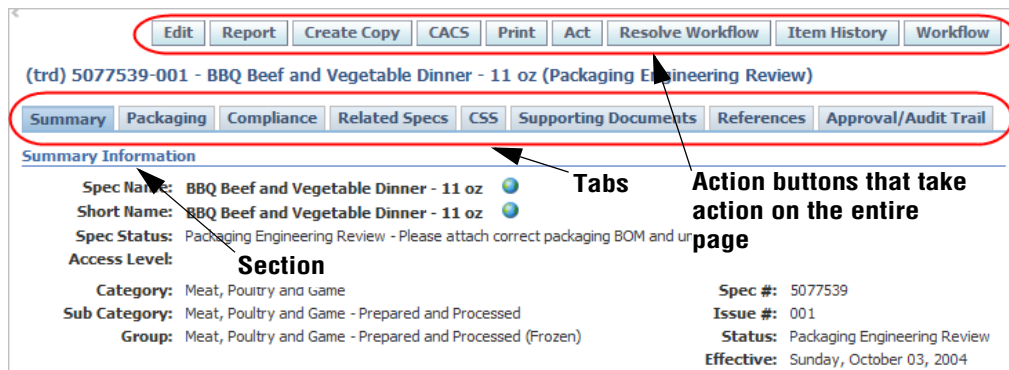 Edit Report Create Copy CACS Print Act Resolve Workflow Item History Workflow
(trd) 5077539-001 - BBQ Beef and Vegetable Dinner - 11 oz (Packaging Engineering Review)
Summary Packaging Compliance Related Specs CSS Supporting Documents References Approval/Audit Trail
Summary Information
Spec Name: BBQ Beef and Vegetable Dinner - 11 oz
Short Name: BBQ Beef and Vegetable Dinner - 11 oz
Spec Status: Packaging Engineering Review - Please attach correct packaging BOM and
Access Level:
Tabs
Action buttons that take
action on the entire
page
Section
Category: Meat, Poultry and Game
Sub Category: Meat, Poultry and Game - Prepared and Processed
Group: Meat, Poultry and Game - Prepared and Processed (Frozen)
Spec #: 5077539
Issue #: 001
Status: Packaging Engineering Review
Effective: Sunday, October 03, 2004